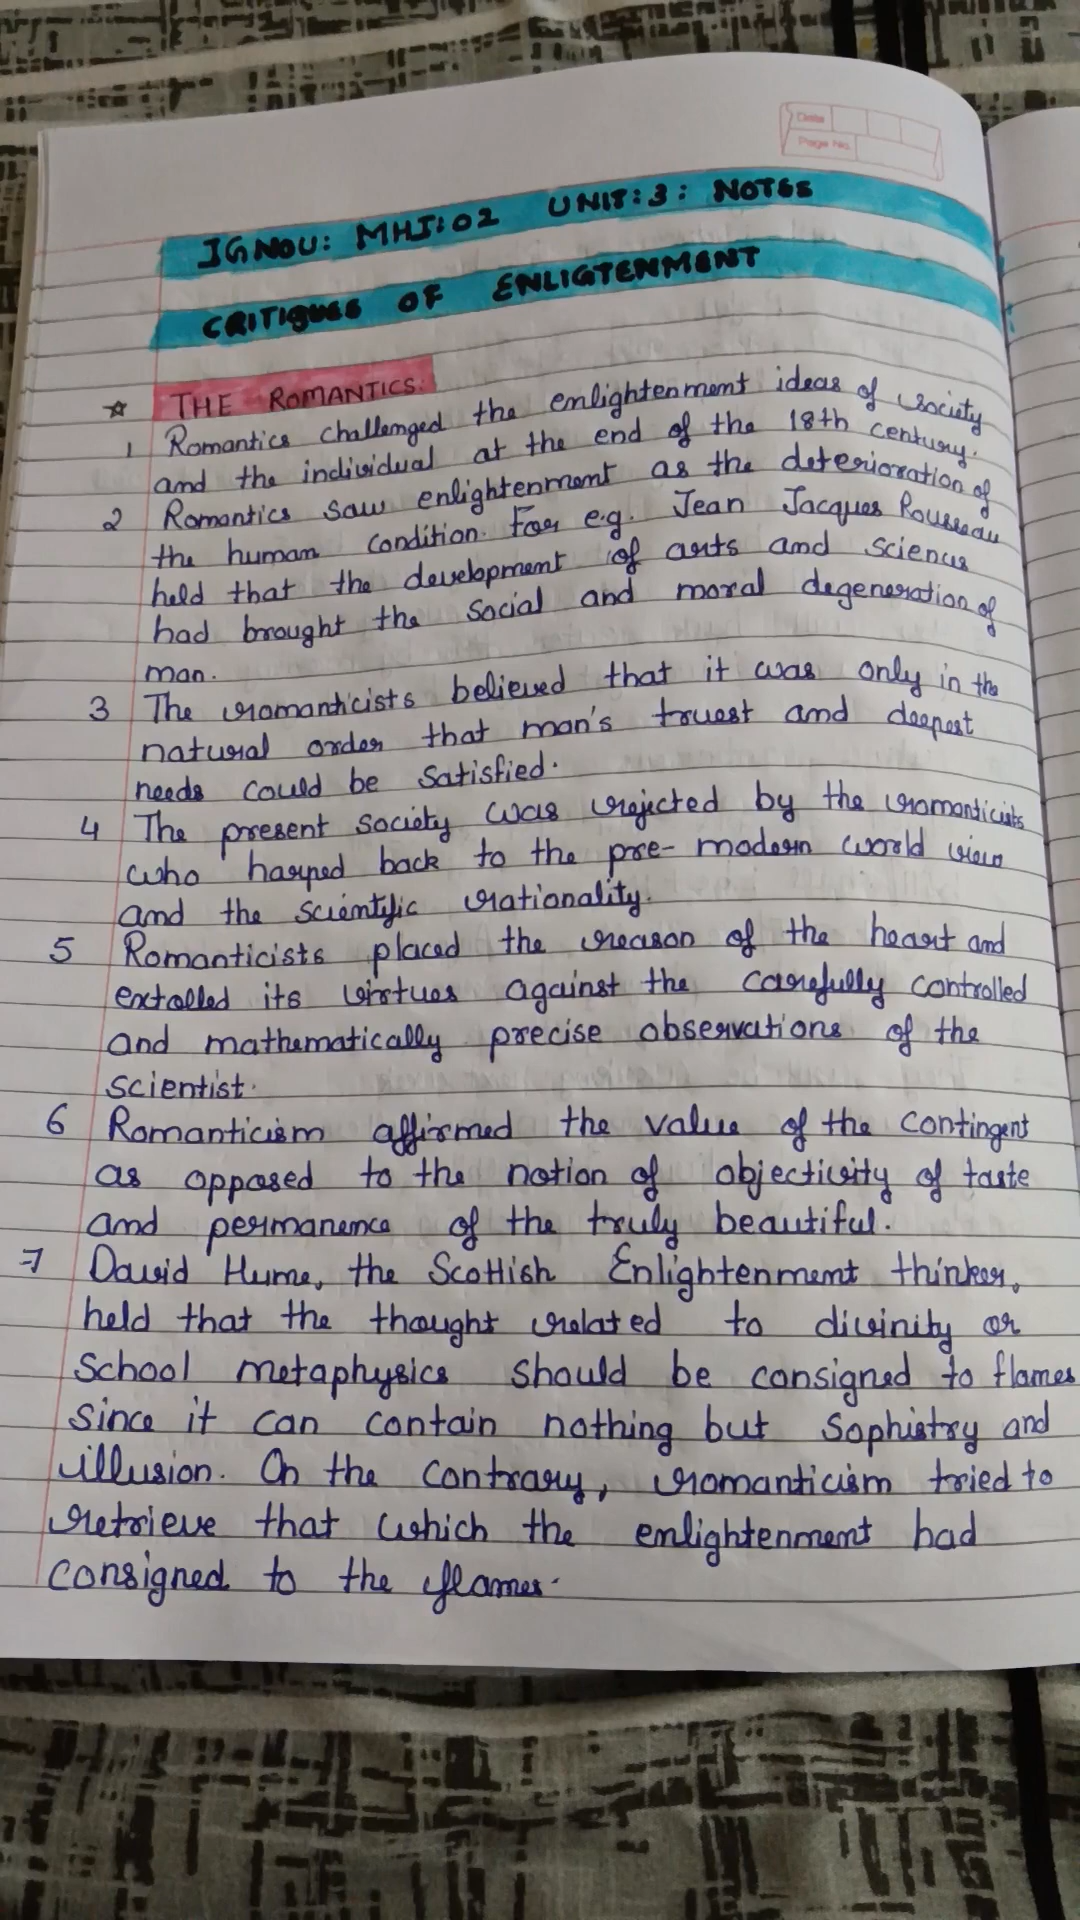 Date
Page No.
IGNOU: MHI:02 UNIT:3: NOTES
CRITIQUES OF ENLIGTENMENT
☆ THE ROMANTICS:
1 Romantics challenged the enlightenment ideas of society
and the individual at the end of the 18th century.
2 Romantics saw enlightenment as the deterioration of
the human condition. For e.g. Jean Jacques Rousseau
held that the development of arts and sciences
had brought the social and moral degeneration of
man.
3 The romanticists believed that it was only in the
natural order that man's truest and deepest
needs could be satisfied.
4 The present society was rejected by the romanticists
who harped back to the pre-modern world view
and the scientific rationality.
5 Romanticists placed the reason of the heart and
extolled its virtues against the carefully controlled
and mathematically precise observations of the
scientist.
6 Romanticism affirmed the value of the contingent
as opposed to the notion of objectivity of taste
and permanence of the truly beautiful.
7 David Hume, the Scottish Enlightenment thinker,
held that the thought related to divinity or
school metaphysics should be consigned to flames
since it can contain nothing but sophistry and
illusion. On the contrary, romanticism tried to
retrieve that which the enlightenment had
consigned to the flames.